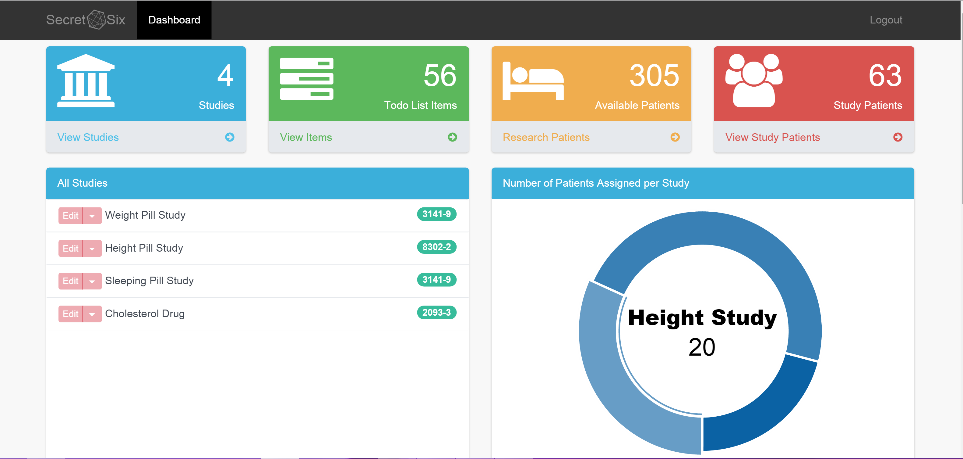 Secret Six Dashboard Logout
4
Studies
View Studies
56
Todo List Items
View Items
305
Available Patients
Research Patients
63
Study Patients
View Study Patients
All Studies
Edit Weight Pill Study 3141-9
Edit Height Pill Study 8302-2
Edit Sleeping Pill Study 3141-9
Edit Cholesterol Drug 2093-3
Number of Patients Assigned per Study
Height Study
20